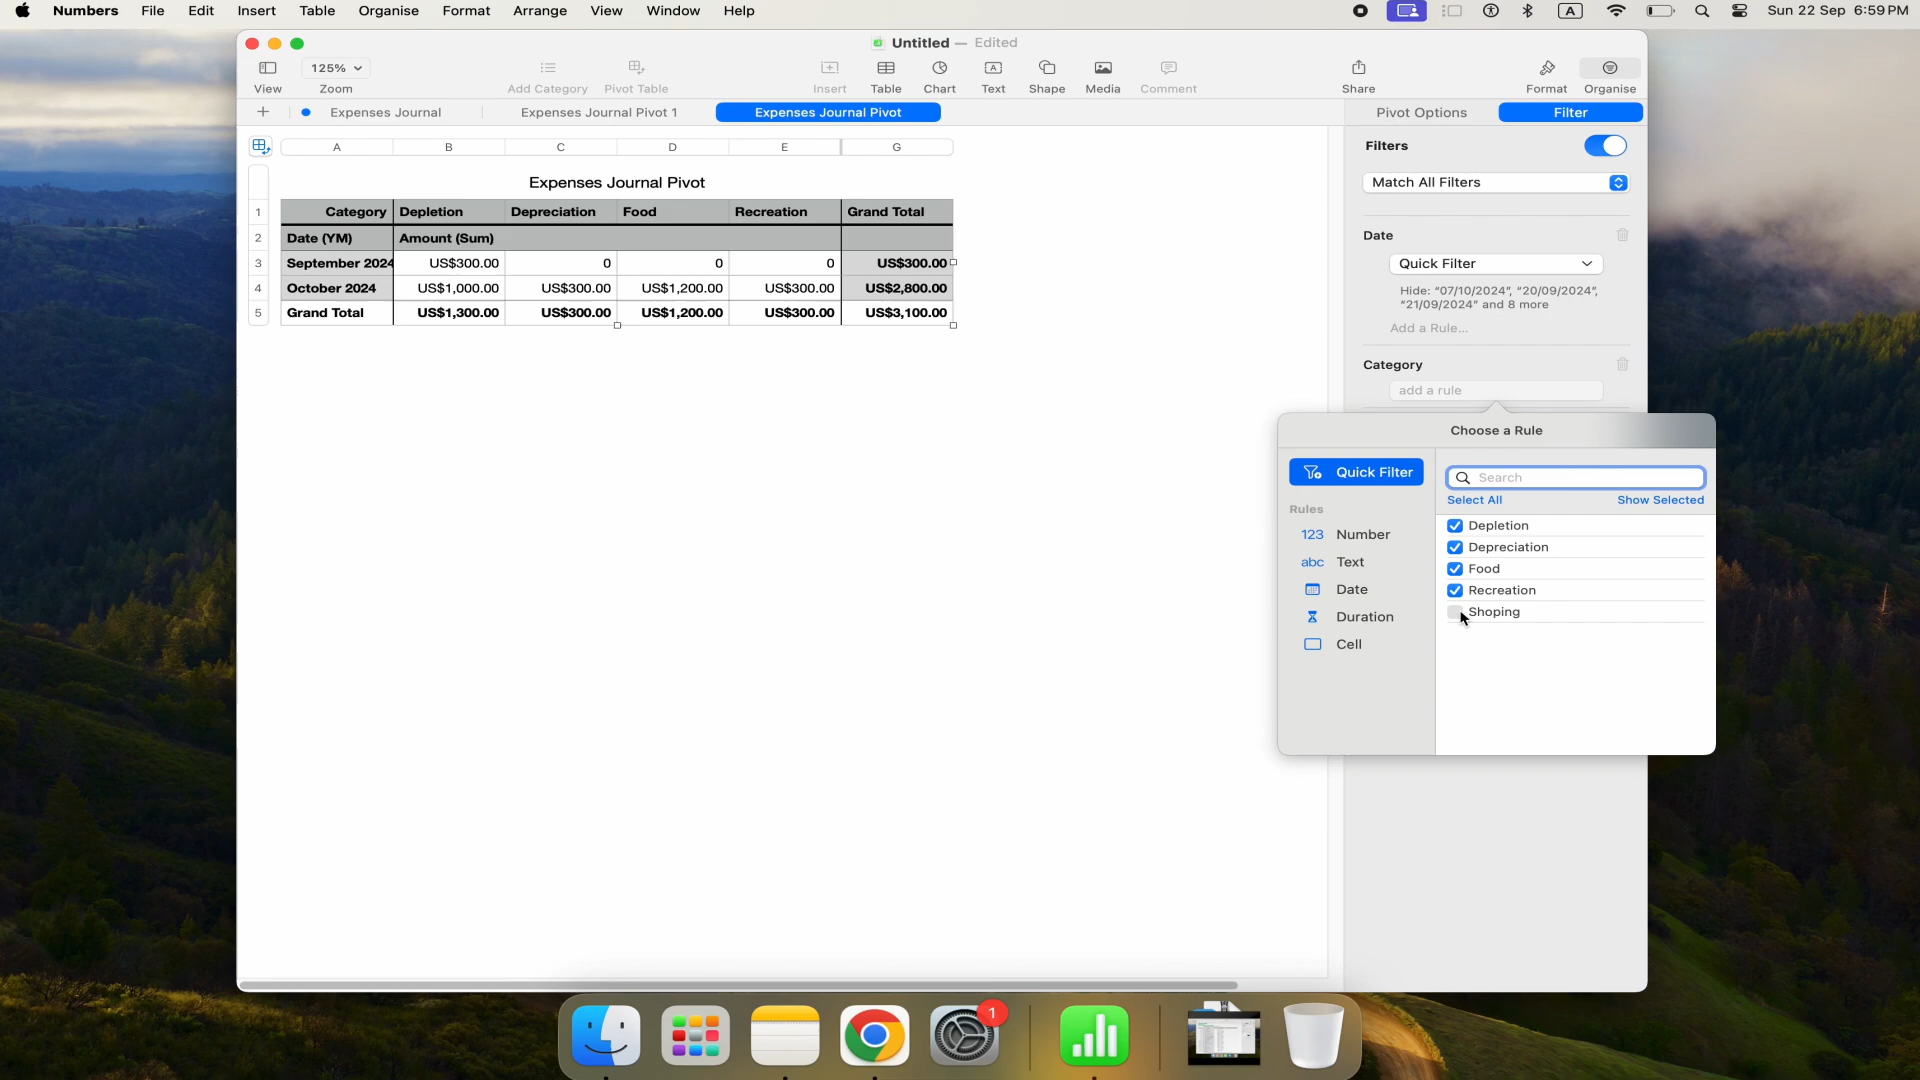 Numbers File Edit Insert Table Organise Format Arrange View Window Help A Sun 22 Sep 6:59 PM
Untitled — Edited
125%
View Zoom Add Category Pivot Table Insert Table Chart Text Shape Media Comment Share Format Organise
Expenses Journal Expenses Journal Pivot 1 Expenses Journal Pivot Pivot Options Filter
A B C D E G
Expenses Journal Pivot
1 Category Depletion Depreciation Food Recreation Grand Total
2 Date (YM) Amount (Sum)
3 September 2024 US$300.00 0 0 0 US$300.00
4 October 2024 US$1,000.00 US$300.00 US$1,200.00 US$300.00 US$2,800.00
5 Grand Total US$1,300.00 US$300.00 US$1,200.00 US$300.00 US$3,100.00
Filters
Match All Filters
Date
Quick Filter
Hide: “07/10/2024”, “20/09/2024”,
“21/09/2024” and 8 more
Add a Rule...
Category
add a rule
Choose a Rule
Quick Filter
Rules
123 Number
abc Text
Date
Duration
Cell
Search
Select All Show Selected
Depletion
Depreciation
Food
Recreation
Shoping
1